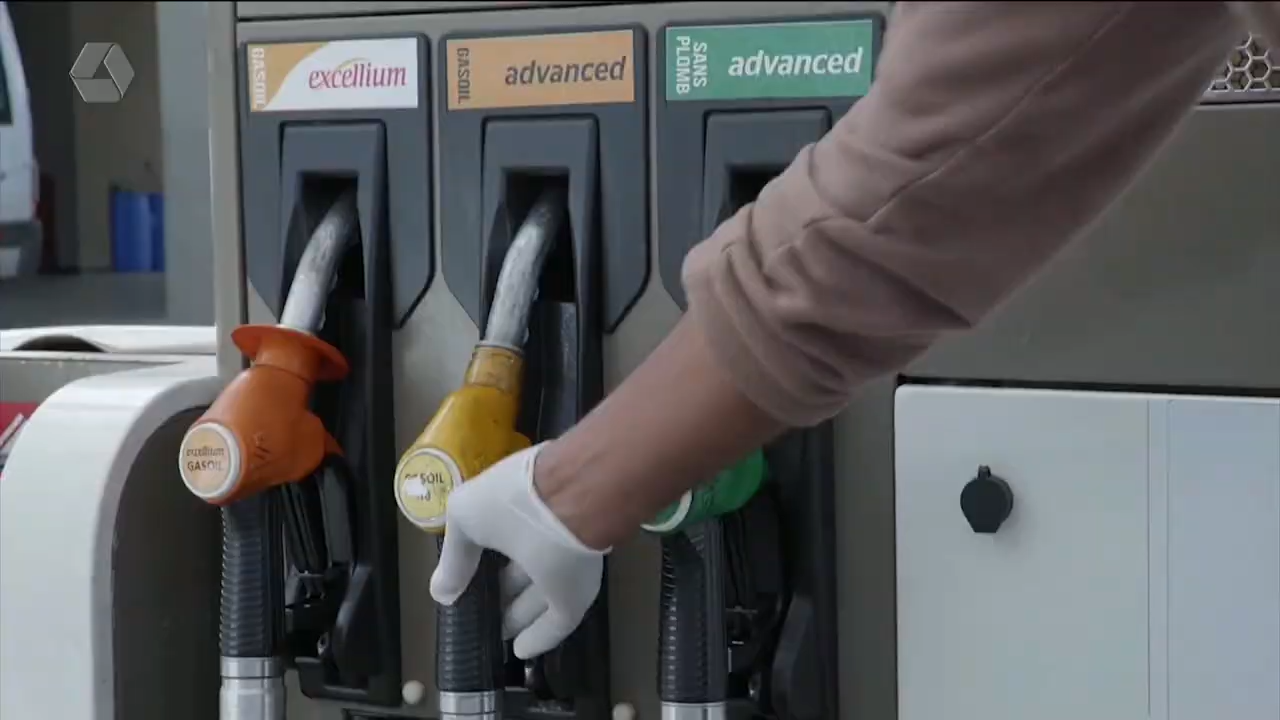 GASOIL
excellium
GASOIL
advanced
SANS
PLOMB
advanced
excellium
GASOIL